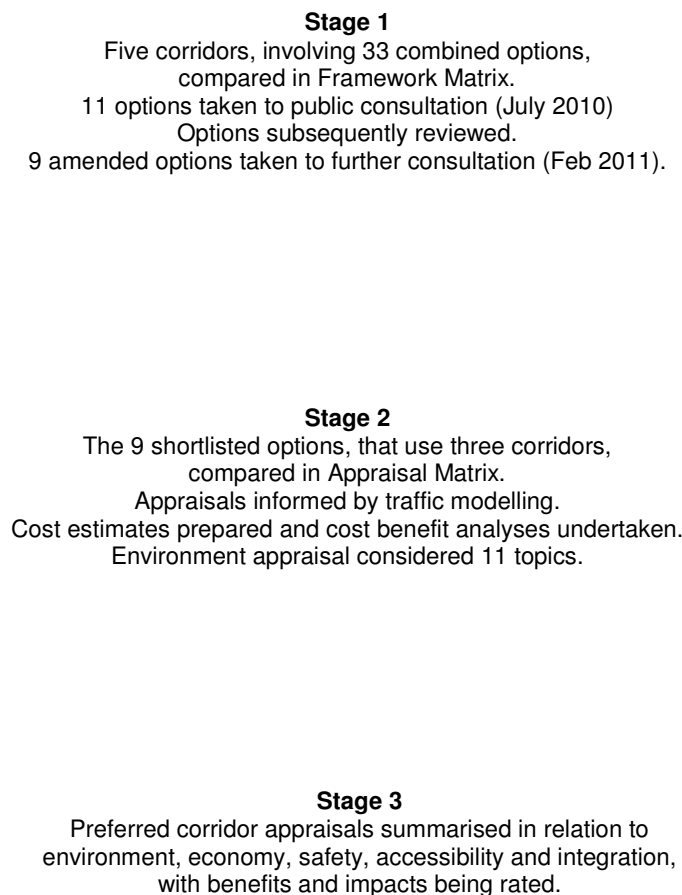 Stage 1
Five corridors, involving 33 combined options,
compared in Framework Matrix.
11 options taken to public consultation (July 2010)
Options subsequently reviewed.
9 amended options taken to further consultation (Feb 2011).
Stage 2
The 9 shortlisted options, that use three corridors,
compared in Appraisal Matrix.
Appraisals informed by traffic modelling.
Cost estimates prepared and cost benefit analyses undertaken.
Environment appraisal considered 11 topics.
Stage 3
Preferred corridor appraisals summarised in relation to
environment, economy, safety, accessibility and integration,
with benefits and impacts being rated.